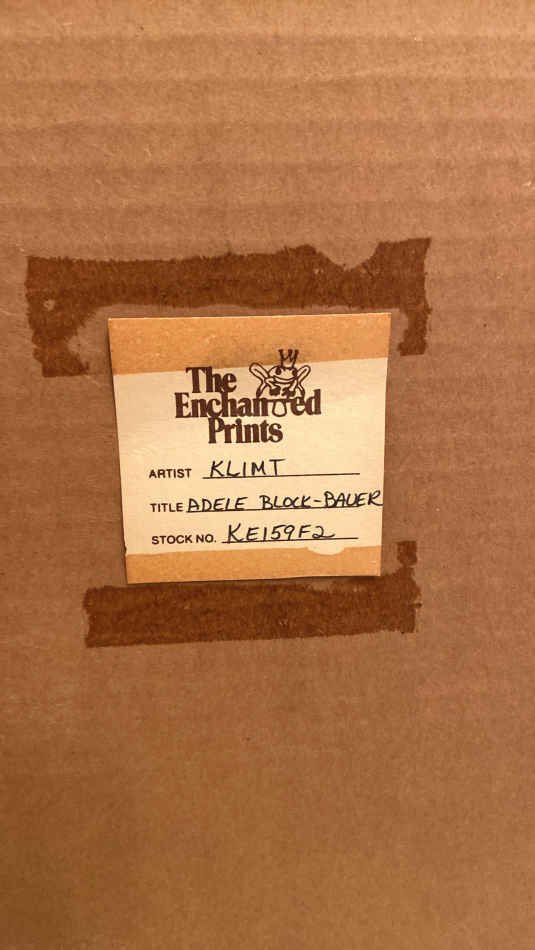 The
Enchanted
Prints
ARTIST KLIMT
TITLE ADELE BLOCK-BAUER
STOCK NO. KE159F2